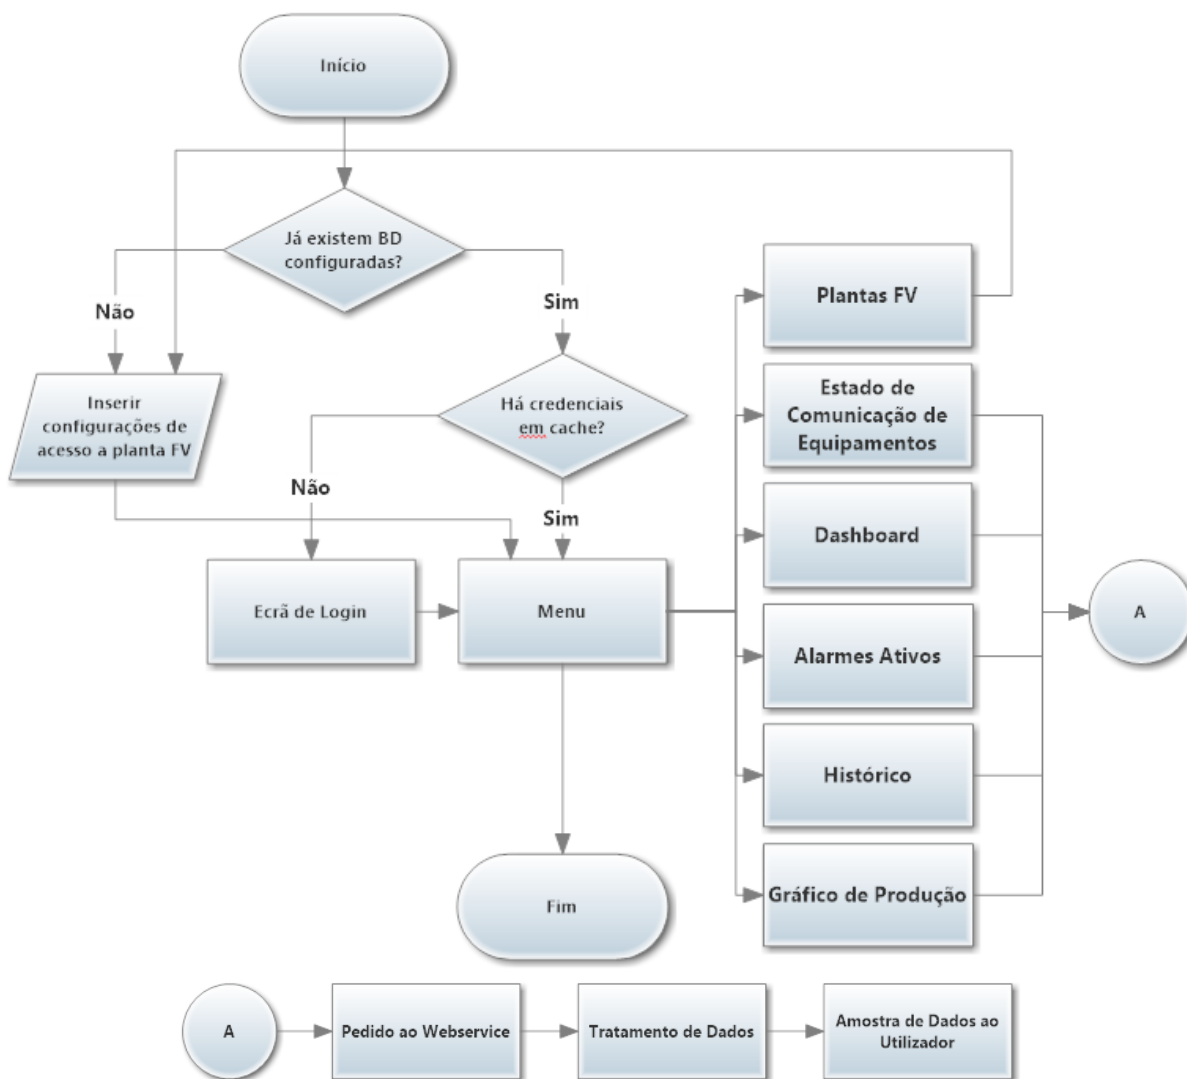 Início
Já existem BD
configuradas?
Não
Sim
Plantas FV
Inserir
configurações de
acesso a planta FV
Há credenciais
em cache?
Estado de
Comunicação de
Equipamentos
Não
Sim
Dashboard
Ecrã de Login
Menu
A
Alarmes Ativos
Histórico
Gráfico de Produção
Fim
A
Pedido ao Webservice
Tratamento de Dados
Amostra de Dados ao
Utilizador